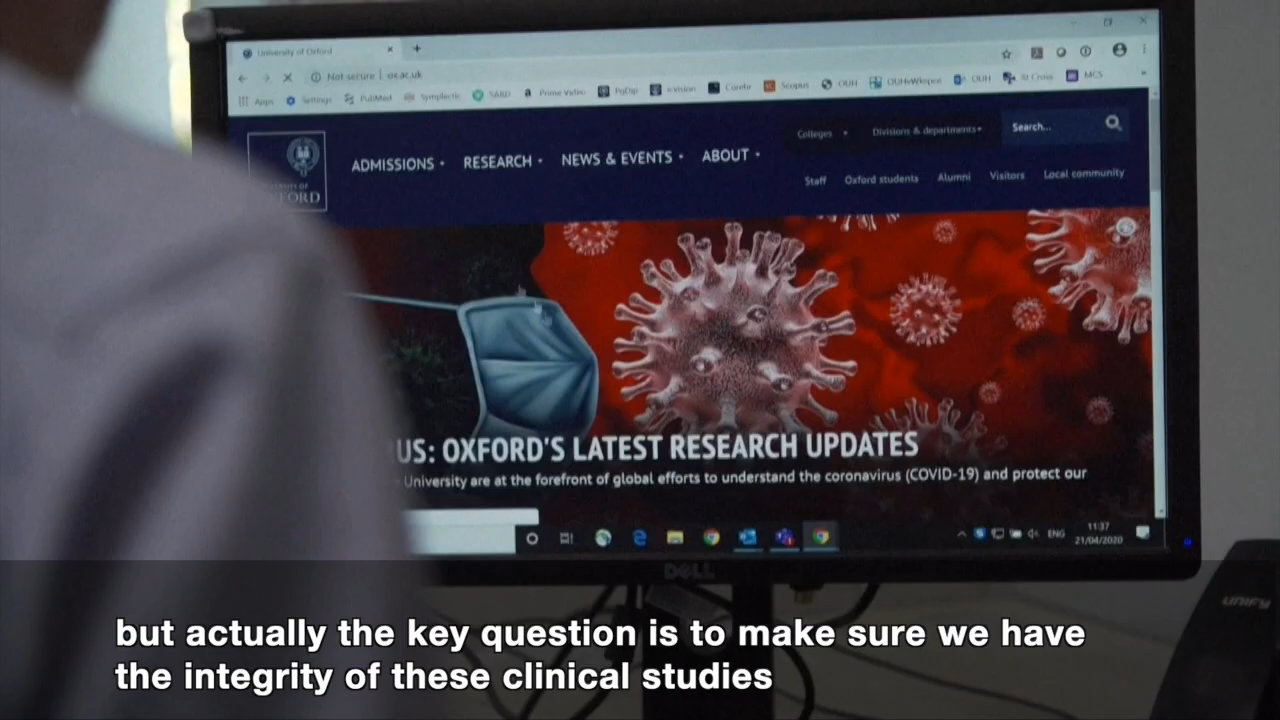 University of Oxford
Not secure | ox.ac.uk
Apps Settings PubMed Symplectic SARD Prime Video Scopus OUH OUH St Cross MCS
Colleges Divisions & departments Search...
ADMISSIONS RESEARCH NEWS & EVENTS ABOUT
Staff Oxford students Alumni Visitors Local community
US: OXFORD'S LATEST RESEARCH UPDATES
University are at the forefront of global efforts to understand the coronavirus (COVID-19) and protect our
ENG
11:37
21/04/2020
DELL
UNIFY
but actually the key question is to make sure we have
the integrity of these clinical studies